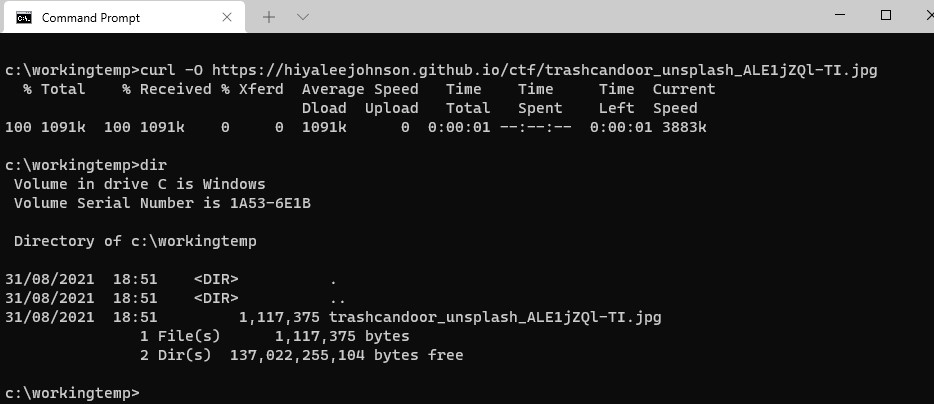 Command Prompt
c:\workingtemp>curl -O https://hiyaleejohnson.github.io/ctf/trashcandoor_unsplash_ALE1jZQl-TI.jpg
  % Total    % Received % Xferd  Average Speed   Time    Time     Time  Current
                                 Dload  Upload   Total   Spent    Left  Speed
100 1091k  100 1091k    0     0  1091k      0  0:00:01 --:--:--  0:00:01 3883k
c:\workingtemp>dir
 Volume in drive C is Windows
 Volume Serial Number is 1A53-6E1B
 Directory of c:\workingtemp
31/08/2021  18:51    <DIR>          .
31/08/2021  18:51    <DIR>          ..
31/08/2021  18:51         1,117,375 trashcandoor_unsplash_ALE1jZQl-TI.jpg
               1 File(s)      1,117,375 bytes
               2 Dir(s)  137,022,255,104 bytes free
c:\workingtemp>